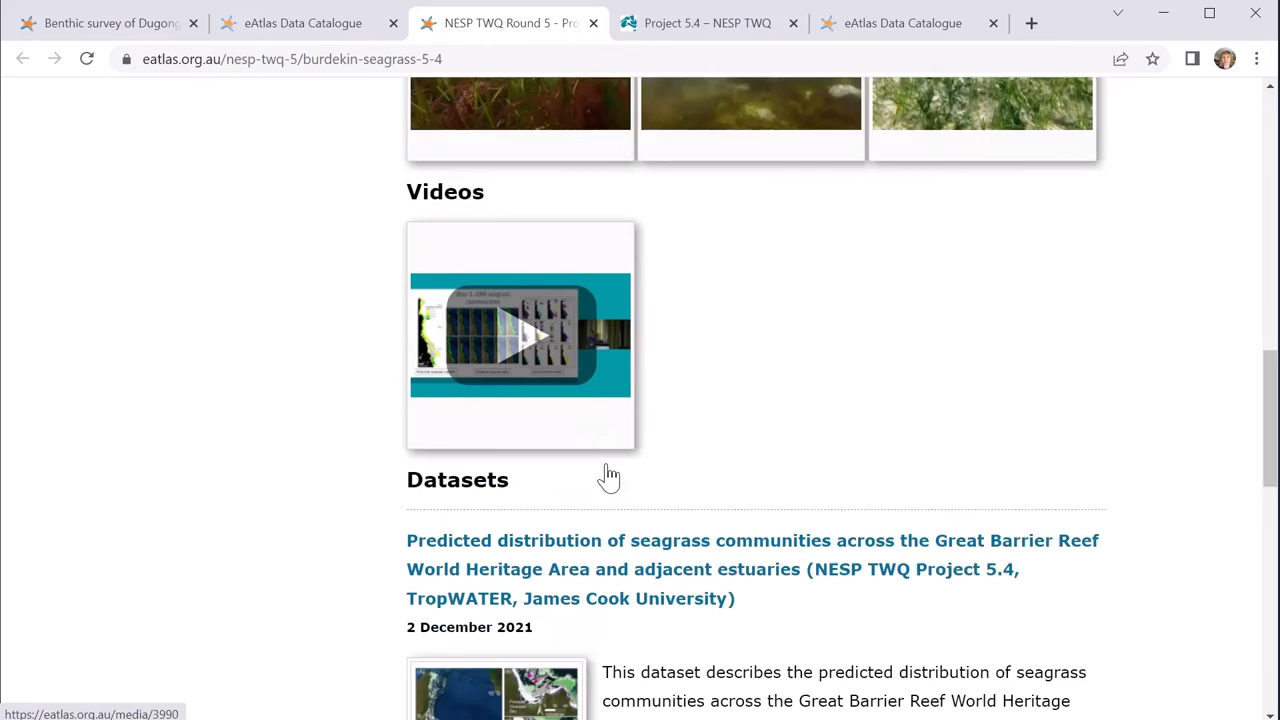 Benthic survey of Dugong
eAtlas Data Catalogue
NESP TWQ Round 5 - Pro
Project 5.4 – NESP TWQ
eAtlas Data Catalogue
eatlas.org.au/nesp-twq-5/burdekin-seagrass-5-4
Videos
Datasets
Predicted distribution of seagrass communities across the Great Barrier Reef
World Heritage Area and adjacent estuaries (NESP TWQ Project 5.4,
TropWATER, James Cook University)
2 December 2021
This dataset describes the predicted distribution of seagrass
communities across the Great Barrier Reef World Heritage
https://eatlas.org.au/media/3990